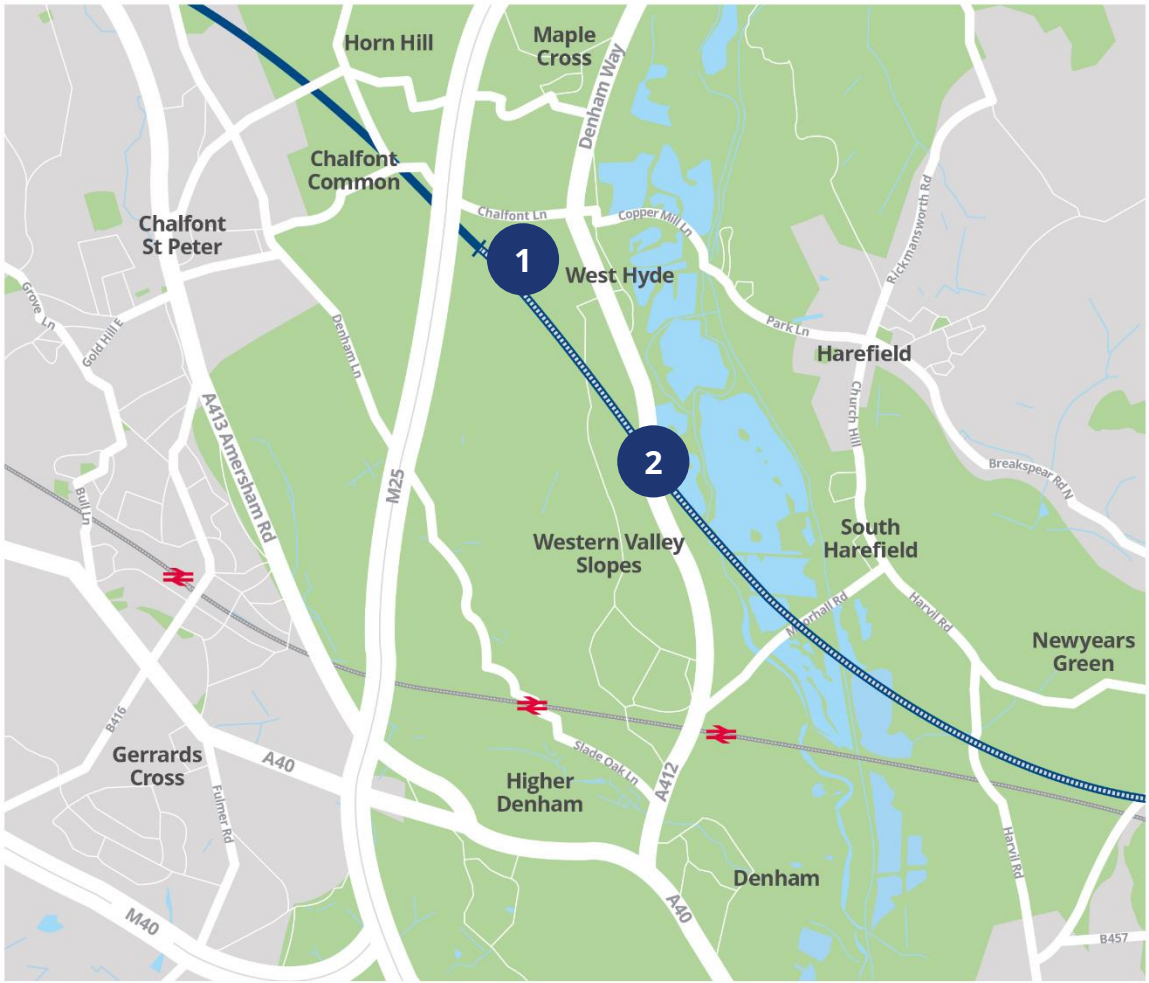 Horn Hill
Maple
Cross
Denham Way
Chalfont
Common
Rickmansworth Rd
Chalfont Ln
Copper Mill Ln
Chalfont
St Peter
1
West Hyde
Grove Ln
Gold Hill E
Denham Ln
Park Ln
Harefield
A413 Amersham Rd
Church Hill
2
Breakspear Rd N
M25
Bull Ln
Western Valley
Slopes
South
Harefield
Moorhall Rd
Harvil Rd
Newyears
Green
B416
Gerrards
Cross
A40
Slade Oak Ln
A412
Higher
Denham
Fulmer Rd
Harvil Rd
Denham
A40
M40
B457